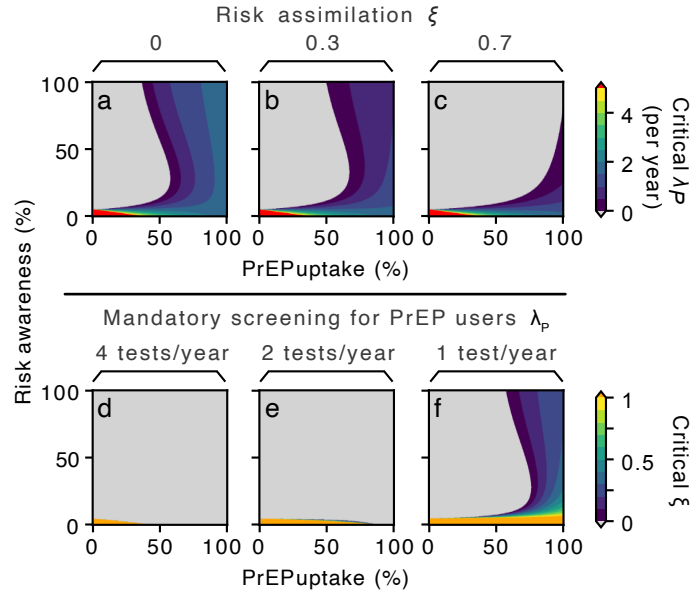 Risk assimilation ξ
0 0.3 0.7
100
50
0
a b c
0 50 100 0 50 100 0 50 100
PrEPuptake (%)
4
2
0
Critical λP
(per year)
Risk awareness (%)
Mandatory screening for PrEP users λP
4 tests/year 2 tests/year 1 test/year
100
50
0
d e f
0 50 100 0 50 100 0 50 100
PrEPuptake (%)
1
0.5
0
Critical ξ